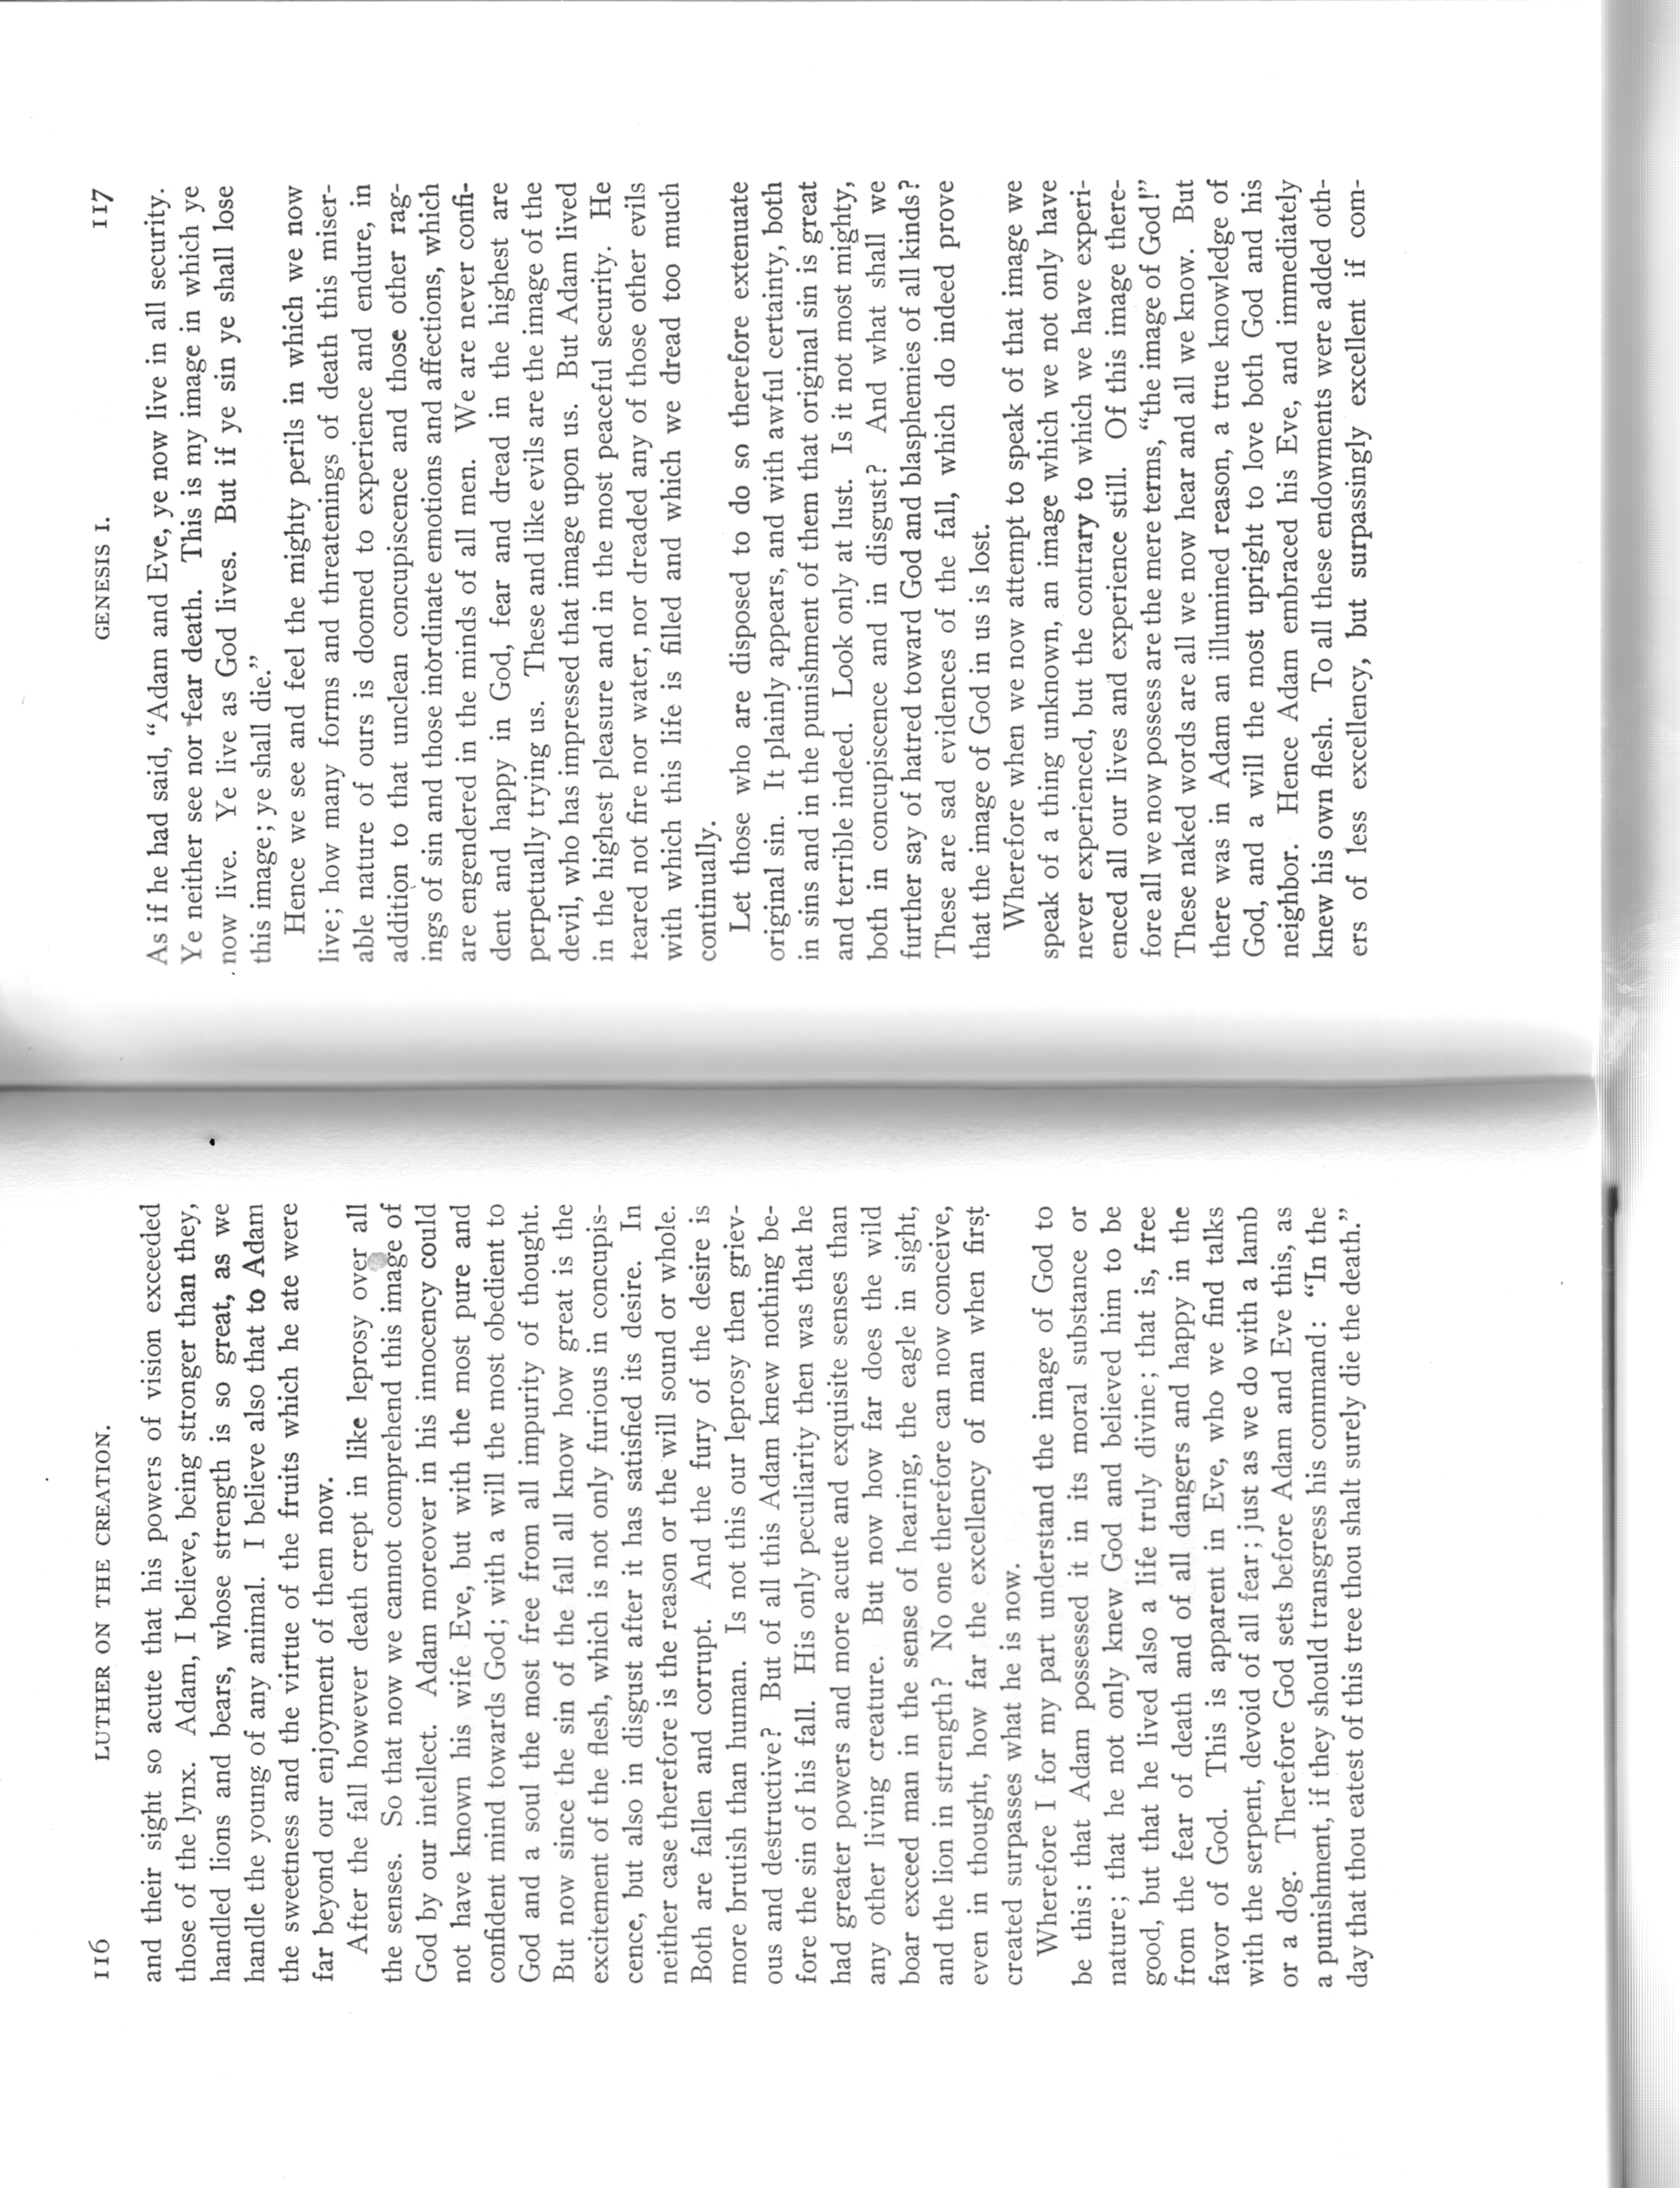 116 LUTHER ON THE CREATION.
and their sight so acute that his powers of vision exceeded
those of the lynx. Adam, I believe, being stronger than they,
handled lions and bears, whose strength is so great, as we
handle the young of any animal. I believe also that to Adam
the sweetness and the virtue of the fruits which he ate were
far beyond our enjoyment of them now.
After the fall however death crept in like leprosy over all
the senses. So that now we cannot comprehend this image of
God by our intellect. Adam moreover in his innocency could
not have known his wife Eve, but with the most pure and
confident mind towards God; with a will the most obedient to
God and a soul the most free from all impurity of thought.
But now since the sin of the fall all know how great is the
excitement of the flesh, which is not only furious in concupis-
cence, but also in disgust after it has satisfied its desire. In
neither case therefore is the reason or the will sound or whole.
Both are fallen and corrupt. And the fury of the desire is
more brutish than human. Is not this our leprosy then griev-
ous and destructive? But of all this Adam knew nothing be-
fore the sin of his fall. His only peculiarity then was that he
had greater powers and more acute and exquisite senses than
any other living creature. But now how far does the wild
boar exceed man in the sense of hearing, the eagle in sight,
and the lion in strength? No one therefore can now conceive,
even in thought, how far the excellency of man when first
created surpasses what he is now.
Wherefore I for my part understand the image of God to
be this: that Adam possessed it in its moral substance or
nature; that he not only knew God and believed him to be
good, but that he lived also a life truly divine; that is, free
from the fear of death and of all dangers and happy in the
favor of God. This is apparent in Eve, who we find talks
with the serpent, devoid of all fear; just as we do with a lamb
or a dog. Therefore God sets before Adam and Eve this, as
a punishment, if they should transgress his command: “In the
day that thou eatest of this tree thou shalt surely die the death.”
GENESIS I. 117
As if he had said, “Adam and Eve, ye now live in all security.
Ye neither see nor fear death. This is my image in which ye
now live. Ye live as God lives. But if ye sin ye shall lose
this image; ye shall die.”
Hence we see and feel the mighty perils in which we now
live; how many forms and threatenings of death this miser-
able nature of ours is doomed to experience and endure, in
addition to that unclean concupiscence and those other rag-
ings of sin and those inordinate emotions and affections, which
are engendered in the minds of all men. We are never confi-
dent and happy in God, fear and dread in the highest are
perpetually trying us. These and like evils are the image of the
devil, who has impressed that image upon us. But Adam lived
in the highest pleasure and in the most peaceful security. He
teared not fire nor water, nor dreaded any of those other evils
with which this life is filled and which we dread too much
continually.
Let those who are disposed to do so therefore extenuate
original sin. It plainly appears, and with awful certainty, both
in sins and in the punishment of them that original sin is great
and terrible indeed. Look only at lust. Is it not most mighty,
both in concupiscence and in disgust? And what shall we
further say of hatred toward God and blasphemies of all kinds?
These are sad evidences of the fall, which do indeed prove
that the image of God in us is lost.
Wherefore when we now attempt to speak of that image we
speak of a thing unknown, an image which we not only have
never experienced, but the contrary to which we have experi-
enced all our lives and experience still. Of this image there-
fore all we now possess are the mere terms, “the image of God!”
These naked words are all we now hear and all we know. But
there was in Adam an illumined reason, a true knowledge of
God, and a will the most upright to love both God and his
neighbor. Hence Adam embraced his Eve, and immediately
knew his own flesh. To all these endowments were added oth-
ers of less excellency, but surpassingly excellent if com-